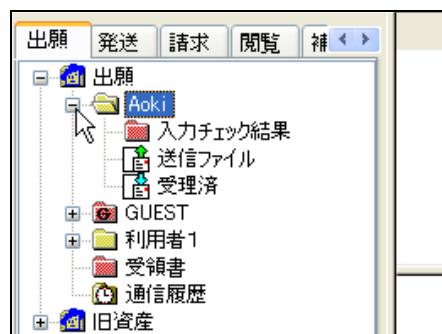 出願 発送 請求 閲覧 補
出願
Aoki
入力チェック結果
送信ファイル
受理済
GUEST
利用者1
受領書
通信履歴
旧資産